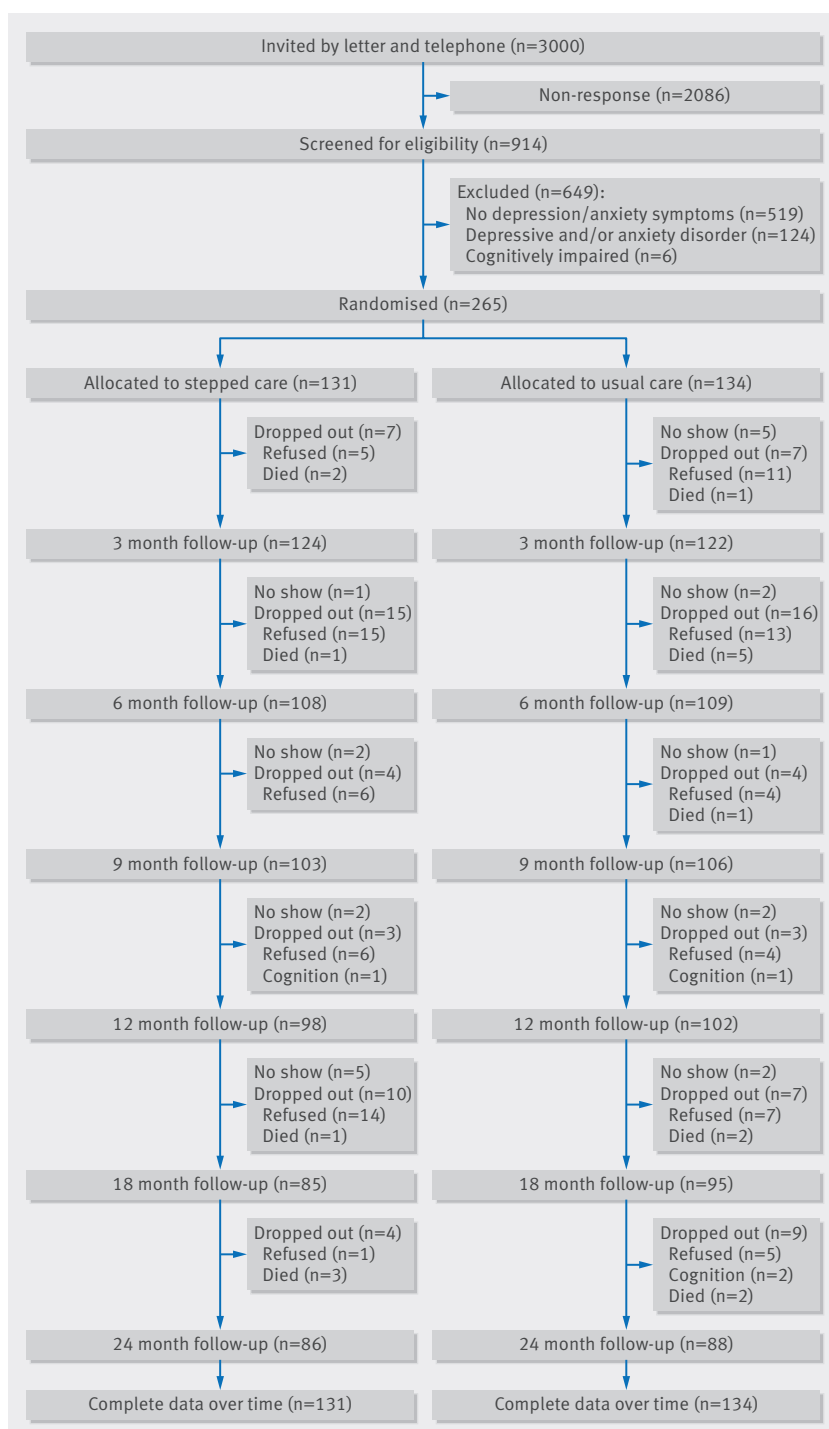 Invited by letter and telephone (n=3000)
Non-response (n=2086)
Screened for eligibility (n=914)
Excluded (n=649):
No depression/anxiety symptoms (n=519)
Depressive and/or anxiety disorder (n=124)
Cognitively impaired (n=6)
Randomised (n=265)
Allocated to stepped care (n=131)
Dropped out (n=7)
Refused (n=5)
Died (n=2)
3 month follow-up (n=124)
No show (n=1)
Dropped out (n=15)
Refused (n=15)
Died (n=1)
6 month follow-up (n=108)
No show (n=2)
Dropped out (n=4)
Refused (n=6)
9 month follow-up (n=103)
No show (n=2)
Dropped out (n=3)
Refused (n=6)
Cognition (n=1)
12 month follow-up (n=98)
No show (n=5)
Dropped out (n=10)
Refused (n=14)
Died (n=1)
18 month follow-up (n=85)
Dropped out (n=4)
Refused (n=1)
Died (n=3)
24 month follow-up (n=86)
Complete data over time (n=131)
Allocated to usual care (n=134)
No show (n=5)
Dropped out (n=7)
Refused (n=11)
Died (n=1)
3 month follow-up (n=122)
No show (n=2)
Dropped out (n=16)
Refused (n=13)
Died (n=5)
6 month follow-up (n=109)
No show (n=1)
Dropped out (n=4)
Refused (n=4)
Died (n=1)
9 month follow-up (n=106)
No show (n=2)
Dropped out (n=3)
Refused (n=4)
Cognition (n=1)
12 month follow-up (n=102)
No show (n=2)
Dropped out (n=7)
Refused (n=7)
Died (n=2)
18 month follow-up (n=95)
Dropped out (n=9)
Refused (n=5)
Cognition (n=2)
Died (n=2)
24 month follow-up (n=88)
Complete data over time (n=134)